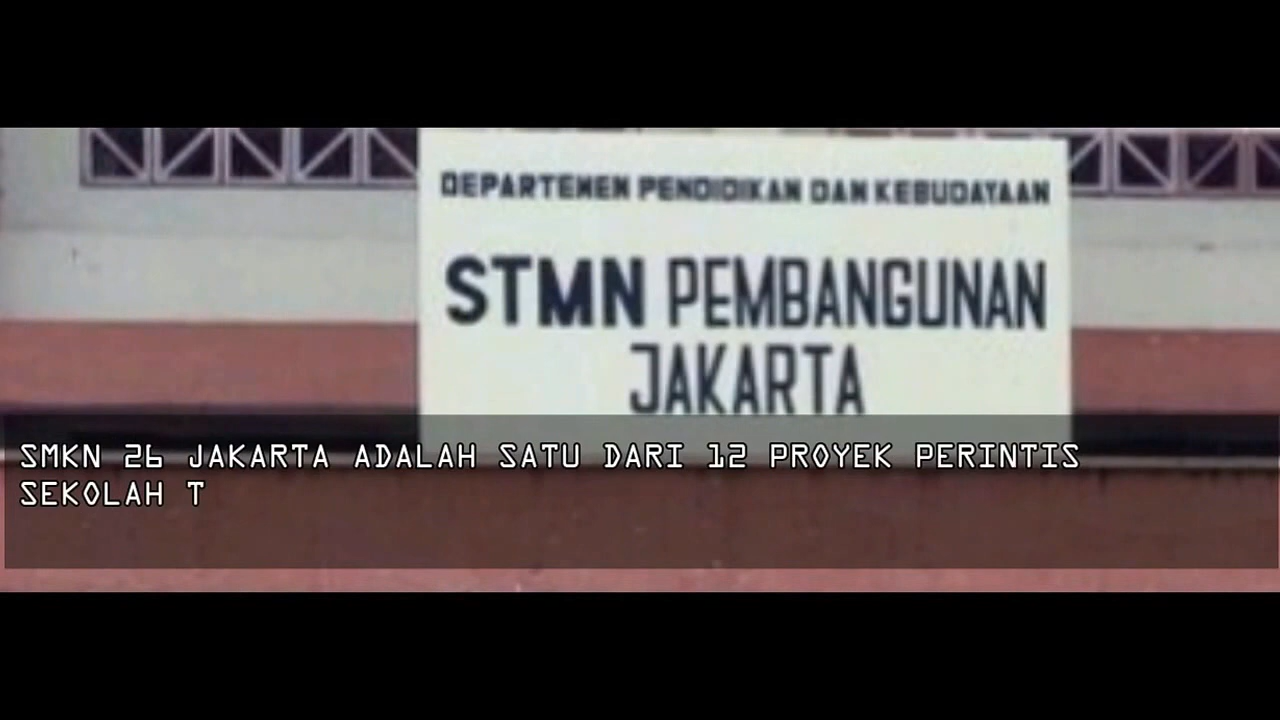 DEPARTEMEN PENDIDIKAN DAN KEBUDAYAAN
STMN PEMBANGUNAN
JAKARTA
SMKN 26 JAKARTA ADALAH SATU DARI 12 PROYEK PERINTIS
SEKOLAH T